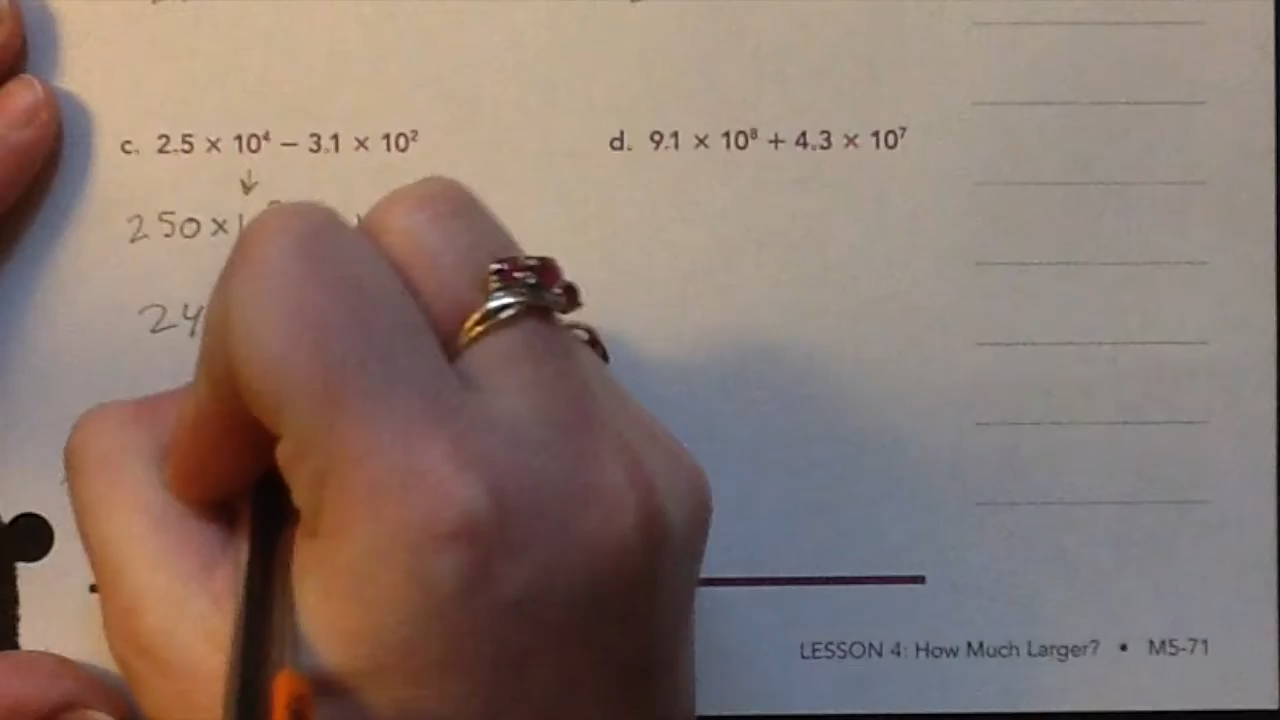 c. 2.5 × 10⁴ – 3.1 × 10² d. 9.1 × 10⁸ + 4.3 × 10⁷
250×1
24
LESSON 4: How Much Larger? • M5-71